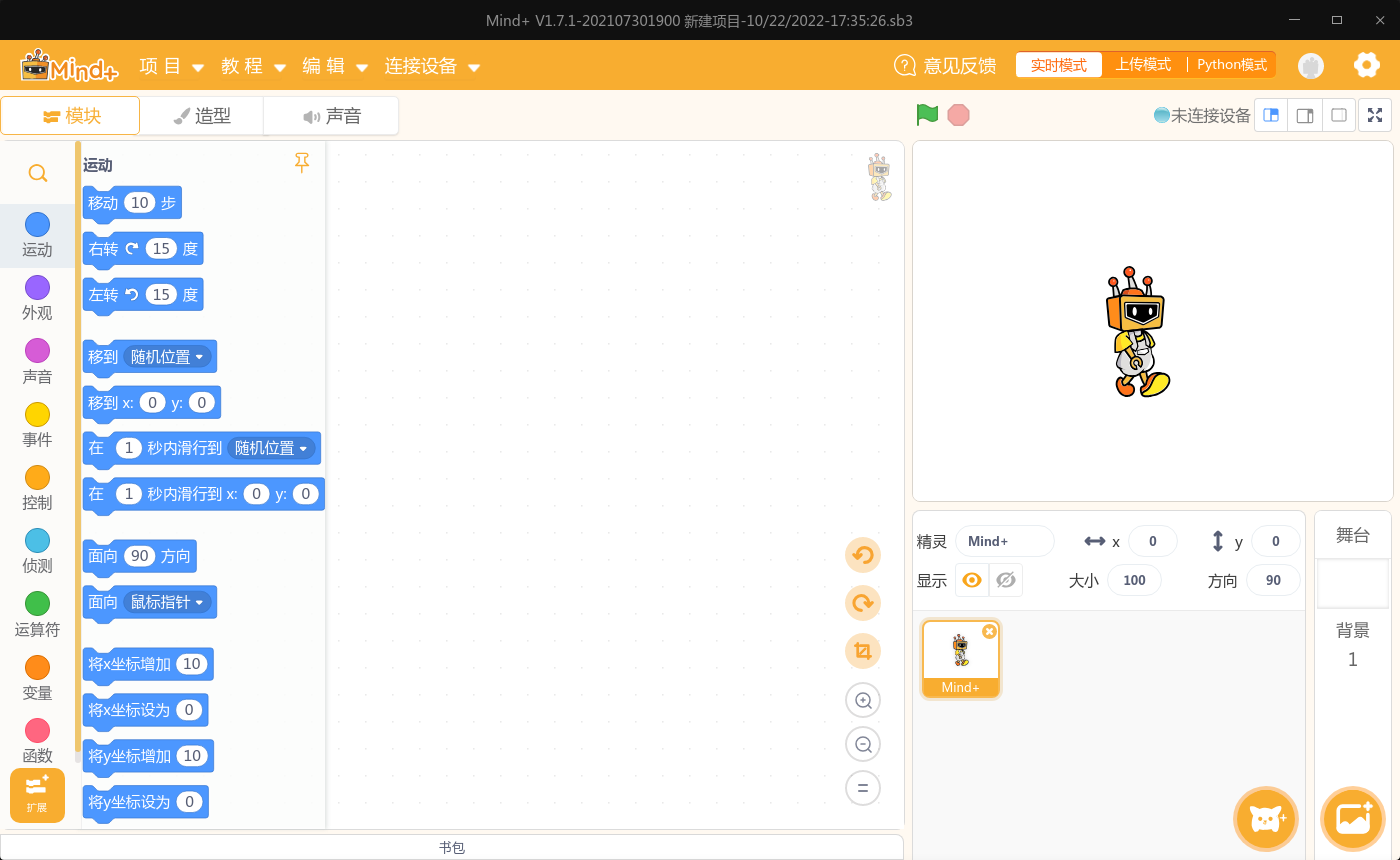 Mind+ V1.7.1-202107301900 新建项目-10/22/2022-17:35:26.sb3
Mind+ 项目 教程 编辑 连接设备 意见反馈 实时模式 上传模式 Python模式
模块 造型 声音 未连接设备
运动
外观
声音
事件
控制
侦测
运算符
变量
函数
扩展
运动
移动 10 步
右转 15 度
左转 15 度
移到 随机位置
移到 x: 0 y: 0
在 1 秒内滑行到 随机位置
在 1 秒内滑行到 x: 0 y: 0
面向 90 方向
面向 鼠标指针
将x坐标增加 10
将x坐标设为 0
将y坐标增加 10
将y坐标设为 0
书包
精灵 Mind+ x 0 y 0
显示 大小 100 方向 90
Mind+
舞台
背景
1